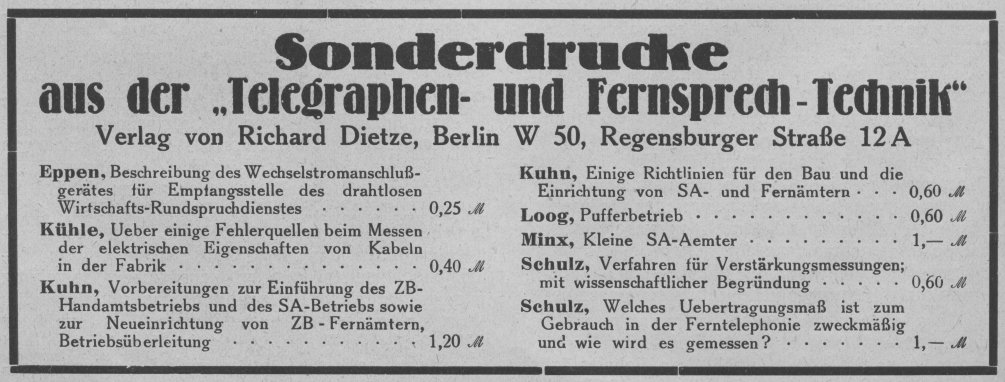 Sonderdrucke
aus der „Telegraphen- und Fernsprech-Technik“
Verlag von Richard Dietze, Berlin W 50, Regensburger Straße 12 A
Eppen, Beschreibung des Wechselstromanschluß-
gerätes für Empfangsstelle des drahtlosen
Wirtschafts-Rundspruchdienstes · · · · · · 0,25 ℳ
Kühle, Ueber einige Fehlerquellen beim Messen
der elektrischen Eigenschaften von Kabeln
in der Fabrik · · · · · · · · · · · · · · 0,40 ℳ
Kuhn, Vorbereitungen zur Einführung des ZB-
Handamtsbetriebs und des SA-Betriebs sowie
zur Neueinrichtung von ZB-Fernämtern,
Betriebsüberleitung · · · · · · · · · · · 1,20 ℳ
Kuhn, Einige Richtlinien für den Bau und die
Einrichtung von SA- und Fernämtern · · · 0,60 ℳ
Loog, Pufferbetrieb · · · · · · · · · · · · 0,60 ℳ
Minx, Kleine SA-Aemter · · · · · · · · · 1,— ℳ
Schulz, Verfahren für Verstärkungsmessungen;
mit wissenschaftlicher Begründung · · · · · 0,60 ℳ
Schulz, Welches Uebertragungsmaß ist zum
Gebrauch in der Ferntelephonie zweckmäßig
und wie wird es gemessen? · · · · · · · 1,— ℳ